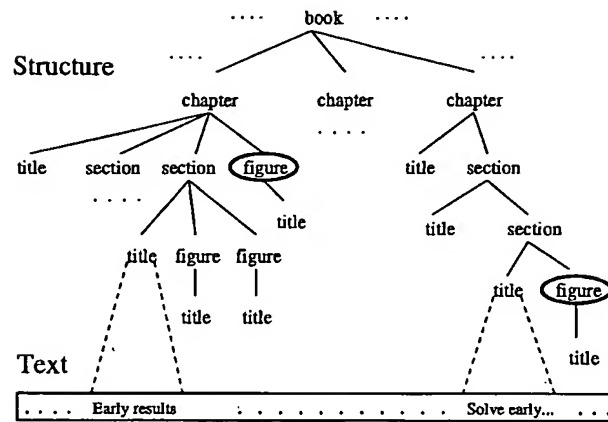 .... book ....
.... ....
Structure
chapter chapter chapter
....
title section section figure title section
.... title title section
title figure figure
title figure
title title
title
Text
.... Early results .......... Solve early... ....